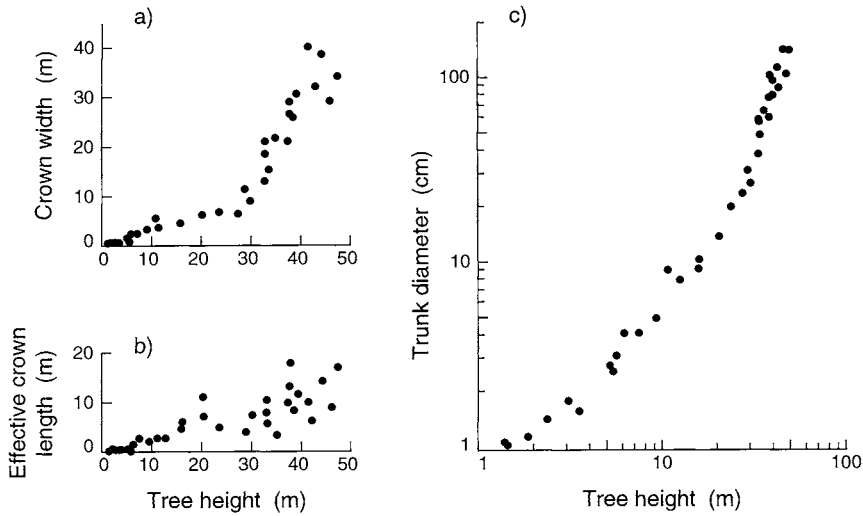 a)
Crown width (m)
40
30
20
10
0
0 10 20 30 40 50
b)
Effective crown
length (m)
20
10
0
0 10 20 30 40 50
Tree height (m)
c)
Trunk diameter (cm)
100
10
1
1 10 100
Tree height (m)